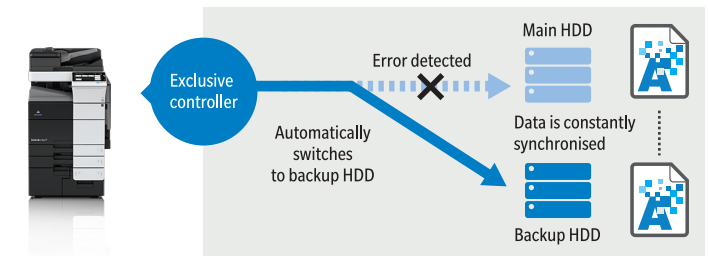 Main HDD
Error detected
Exclusive
controller
Automatically
switches
to backup HDD
Data is constantly
synchronised
Backup HDD
A
A